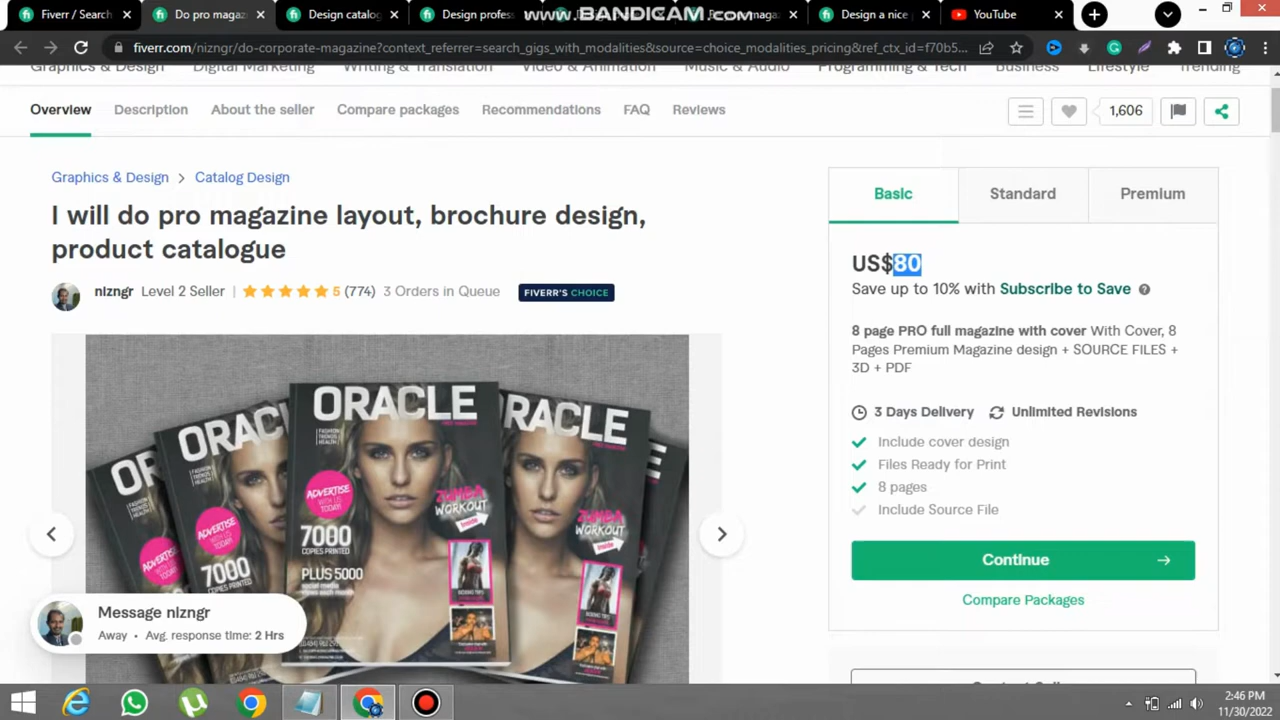 Fiverr / Search
Do pro magaz
Design catalo
Design profes
www.BANDICAM.com
magaz
Design a nice
YouTube
fiverr.com/nizngr/do-corporate-magazine?context_referrer=search_gigs_with_modalities&source=choice_modalities_pricing&ref_ctx_id=f70b5...
Graphics & Design
Digital Marketing
Writing & Translation
Video & Animation
Music & Audio
Programming & Tech
Business
Lifestyle
Trending
Overview
Description
About the seller
Compare packages
Recommendations
FAQ
Reviews
1,606
Graphics & Design > Catalog Design
I will do pro magazine layout, brochure design,
product catalogue
nizngr Level 2 Seller | 5 (774) 3 Orders in Queue FIVERR'S CHOICE
Basic
Standard
Premium
US$80
Save up to 10% with Subscribe to Save
8 page PRO full magazine with cover With Cover, 8
Pages Premium Magazine design + SOURCE FILES +
3D + PDF
3 Days Delivery
Unlimited Revisions
Include cover design
Files Ready for Print
8 pages
Include Source File
Continue
Compare Packages
ORACLE
FASHION
TRENDS
HEALTH
ADVERTISE
WITH US
TODAY
7000
COPIES PRINTED
PLUS 5000
ZUMBA
WORKOUT
Inside
Message nizngr
Away • Avg. response time: 2 Hrs
2:46 PM
11/30/2022